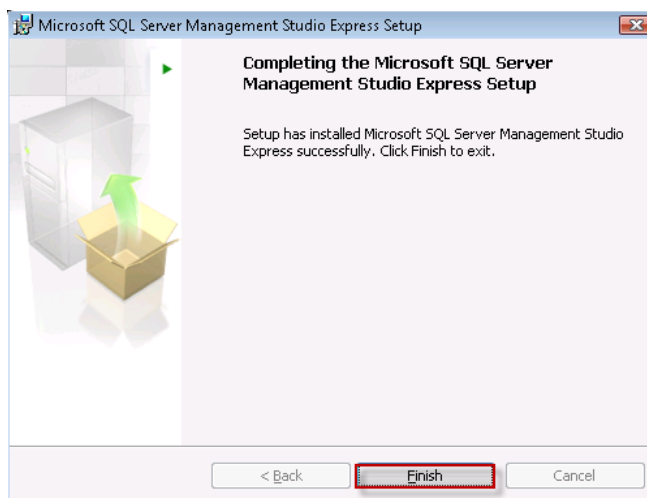 Microsoft SQL Server Management Studio Express Setup
Completing the Microsoft SQL Server
Management Studio Express Setup
Setup has installed Microsoft SQL Server Management Studio
Express successfully. Click Finish to exit.
< Back
Finish
Cancel